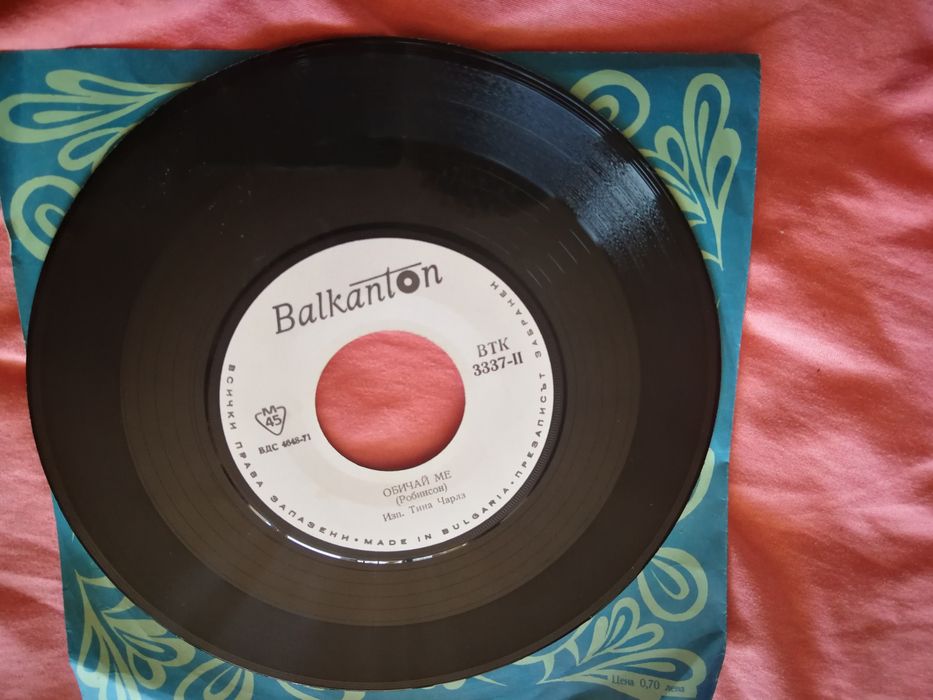 Balkanton
ВТК
3337-II
М
45
ВДС 4648-71
ОБИЧАЙ МЕ
(Робинсон)
Изп. Тина Чарлз
ВСИЧКИ ПРАВА ЗАПАЗЕНИ • MADE IN BULGARIA • ПРЕЗАПИСЪТ ЗАБРАНЕН
Цена 0,70 лева